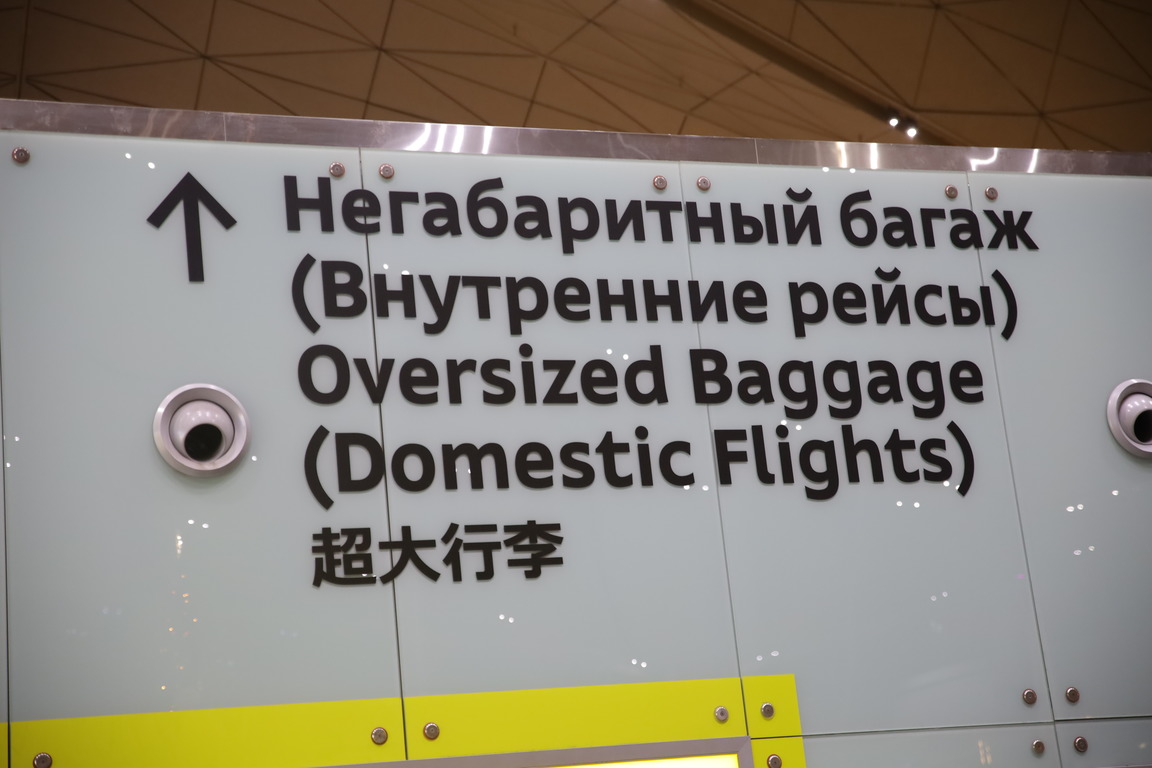 Негабаритный багаж
(Внутренние рейсы)
Oversized Baggage
(Domestic Flights)
超大行李